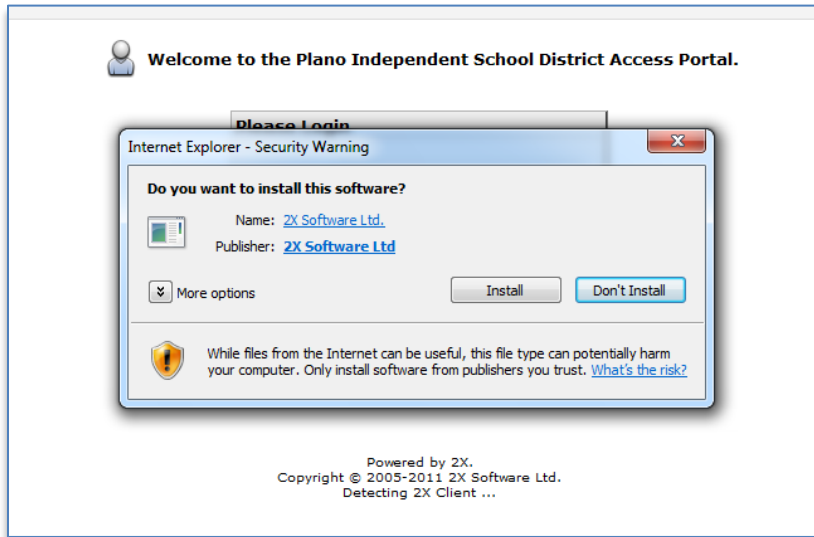 Welcome to the Plano Independent School District Access Portal.
Please Login
Internet Explorer - Security Warning
Do you want to install this software?
Name: 2X Software Ltd.
Publisher: 2X Software Ltd
More options
Install
Don't Install
While files from the Internet can be useful, this file type can potentially harm
your computer. Only install software from publishers you trust. What's the risk?
Powered by 2X.
Copyright © 2005-2011 2X Software Ltd.
Detecting 2X Client ...